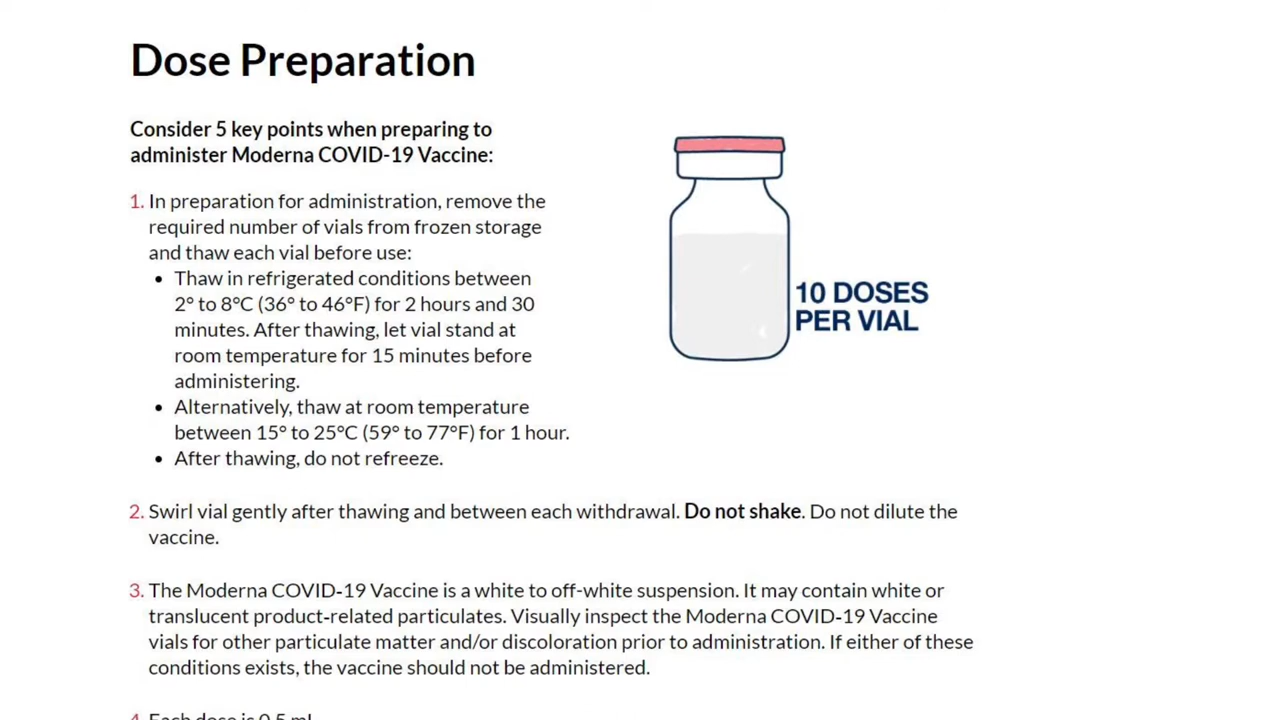 Dose Preparation
Consider 5 key points when preparing to
administer Moderna COVID-19 Vaccine:
1. In preparation for administration, remove the
required number of vials from frozen storage
and thaw each vial before use:
• Thaw in refrigerated conditions between
2° to 8°C (36° to 46°F) for 2 hours and 30
minutes. After thawing, let vial stand at
room temperature for 15 minutes before
administering.
• Alternatively, thaw at room temperature
between 15° to 25°C (59° to 77°F) for 1 hour.
• After thawing, do not refreeze.
10 DOSES
PER VIAL
2. Swirl vial gently after thawing and between each withdrawal. Do not shake. Do not dilute the
vaccine.
3. The Moderna COVID-19 Vaccine is a white to off-white suspension. It may contain white or
translucent product-related particulates. Visually inspect the Moderna COVID-19 Vaccine
vials for other particulate matter and/or discoloration prior to administration. If either of these
conditions exists, the vaccine should not be administered.
4. Each dose is 0.5 mL